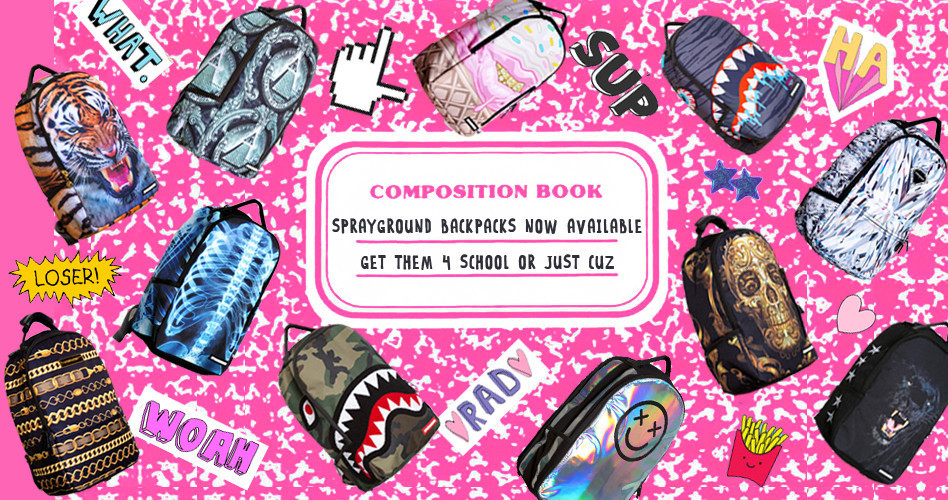 WHAT.
SUP
HA
COMPOSITION BOOK
SPRAYGROUND BACKPACKS NOW AVAILABLE
GET THEM 4 SCHOOL OR JUST CUZ
LOSER!
RAD
WOAH